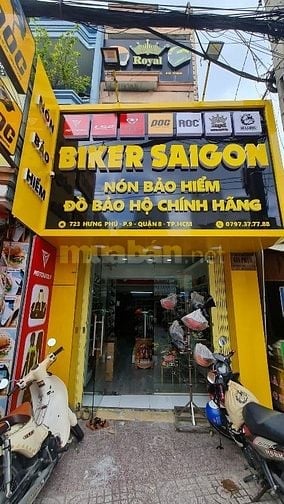 Royal
POC
ROC
BIKER SAIGON
NÓN
BẢO
HIỂM
NÓN BẢO HIỂM
ĐỒ BẢO HỘ CHÍNH HÃNG
723 HƯNG PHÚ - P.9 - QUẬN 8 - TP.HCM
0797.37.77.88
muaban.net